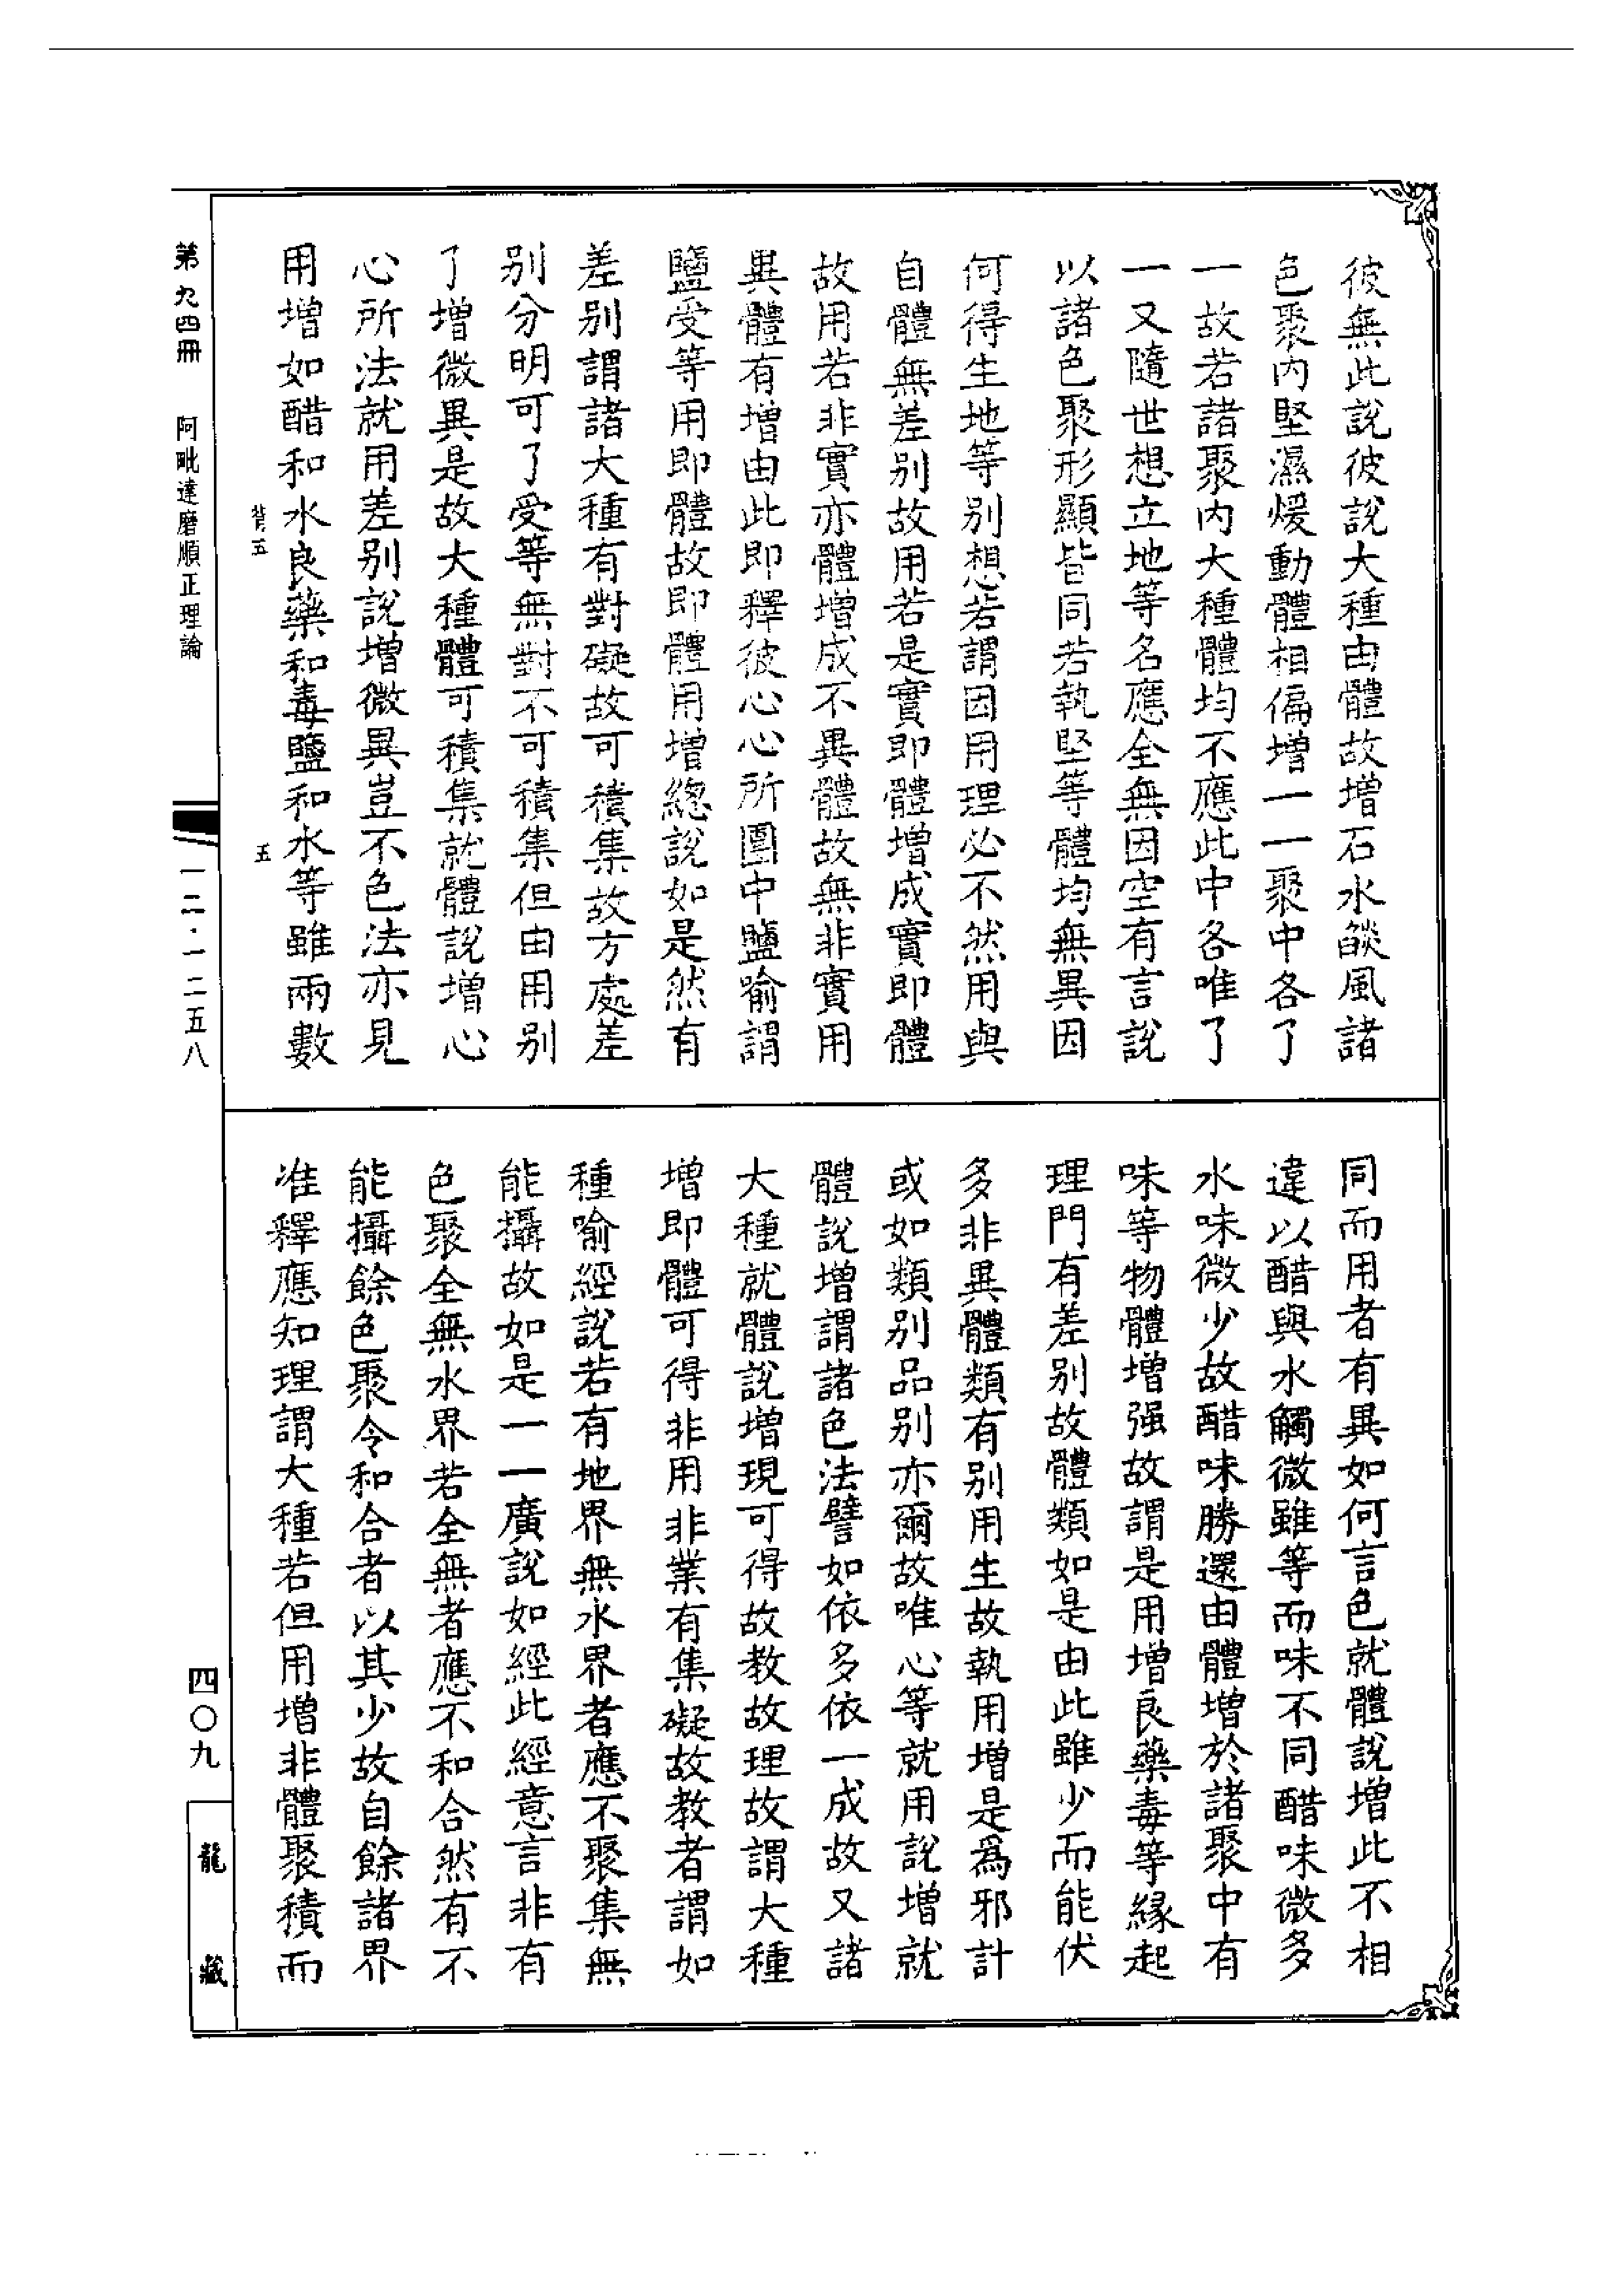 彼無此說彼說大種由體故增石水燄風諸
色聚內堅濕煖動體相偏增一一聚中各了
一故若諸聚內大種體均不應此中各唯了
一又隨世想立地等名應全無因空有言說
以諸色聚形顯皆同若執堅等體均無異因
何得生地等別想若謂因用理必不然用與
自體無差別故用若是實即體增成實即體
故用若非實亦體增成不異體故無非實用
異體有增由此即釋彼心心所團中鹽喻謂
鹽受等用即體故即體用增總說如是然有
差別謂諸大種有對礙故可積集故方處差
別分明可了受等無對不可積集但由用別
了增微異是故大種體可積集就體說增心
心所法就用差別說增微異豈不色法亦見
用增如醋和水良藥和毒鹽和水等雖兩數
同而用者有異如何言色就體說增此不相
違以醋與水觸微雖等而味不同醋味微多
水味微少故醋味勝還由體增於諸聚中有
味等物體增强故謂是用增良藥毒等緣起
理門有差別故體類如是由此雖少而能伏
多非異體類有別用生故執用增是爲邪計
或如類別品別亦爾故唯心等就用說增就
體說增謂諸色法譬如依多依一成故又諸
大種就體說增現可得故教故理故謂大種
增即體可得非用非業有集礙故教者謂如
種喻經說若有地界無水界者應不聚集無
能攝故如是一一廣說如經此經意言非有
色聚全無水界若全無者應不和合然有不
能攝餘色聚令和合者以其少故自餘諸界
准釋應知理謂大種若但用增非體聚積而
五
第九四冊　阿毗達磨順正理論
一二·一二五八
四〇九
龍藏